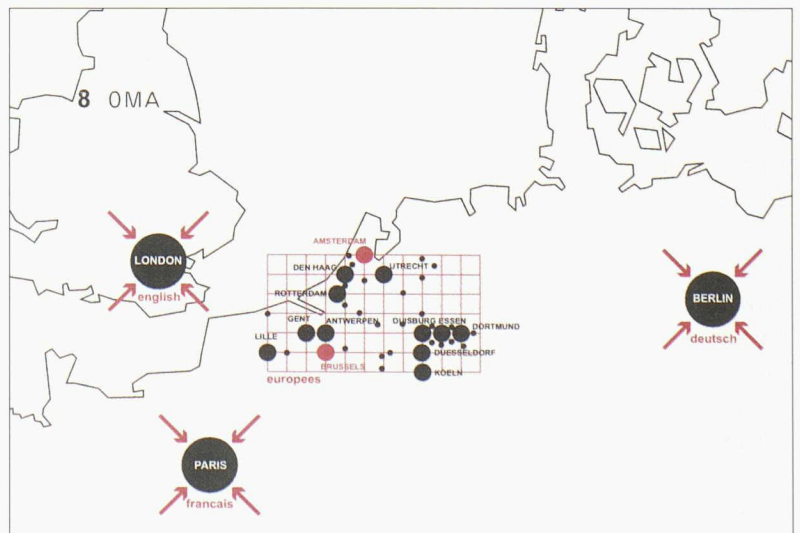 8 OMA
AMSTERDAM
LONDON
DEN HAAG
UTRECHT
english
ROTTERDAM
BERLIN
GENT
ANTWERPEN
DUISBURG
ESSEN
DORTMUND
LILLE
deutsch
DUESSELDORF
BRUSSELS
KOELN
europees
PARIS
francais